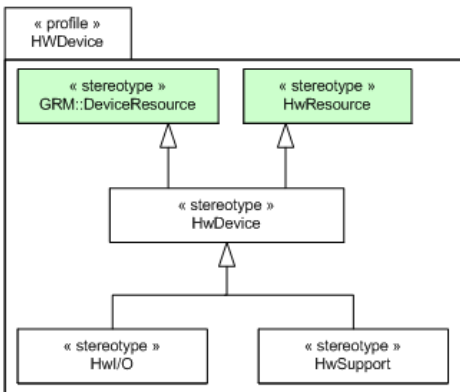 « profile »
HWDevice
« stereotype »
GRM::DeviceResource
« stereotype »
HwResource
« stereotype »
HwDevice
« stereotype »
HwI/O
« stereotype »
HwSupport